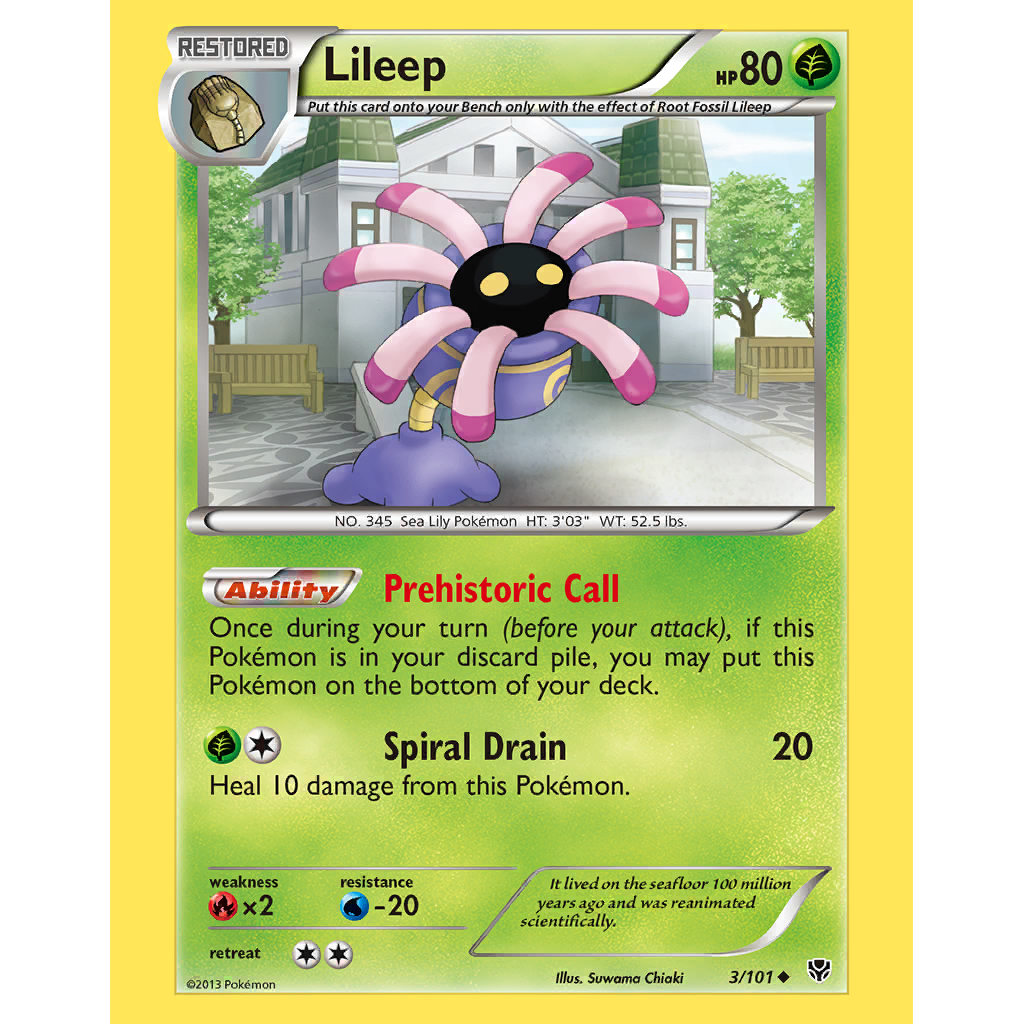 RESTORED
Lileep
HP80
Put this card onto your Bench only with the effect of Root Fossil Lileep
NO. 345 Sea Lily Pokémon HT: 3'03" WT: 52.5 lbs.
Ability Prehistoric Call
Once during your turn (before your attack), if this
Pokémon is in your discard pile, you may put this
Pokémon on the bottom of your deck.
Spiral Drain 20
Heal 10 damage from this Pokémon.
weakness
×2
resistance
-20
It lived on the seafloor 100 million
years ago and was reanimated
scientifically.
retreat
©2013 Pokémon
Illus. Suwama Chiaki
3/101